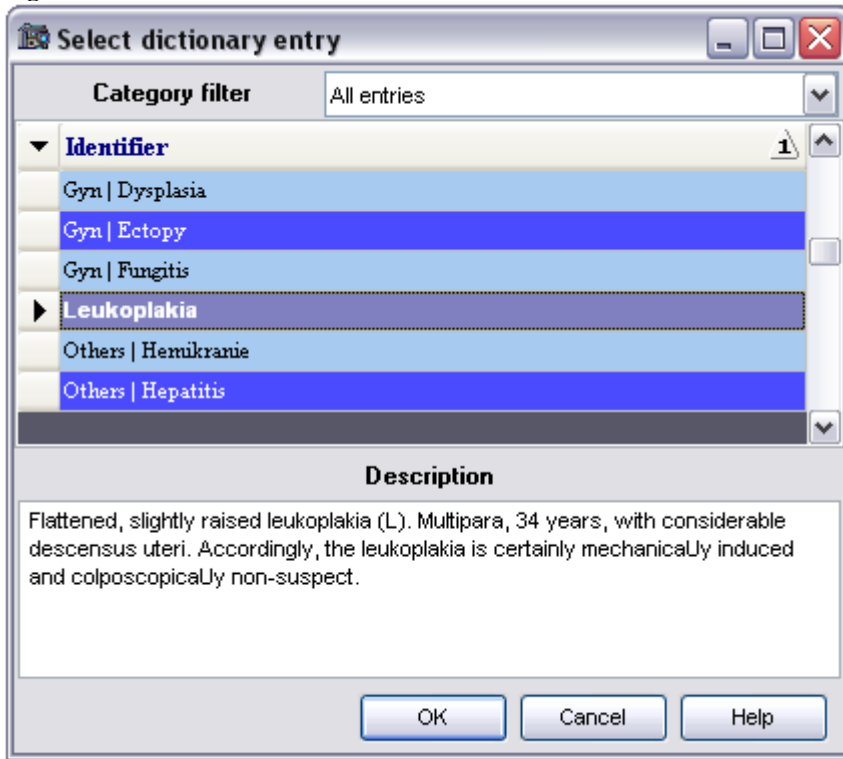 Select dictionary entry
Category filter All entries
Identifier 1
Gyn | Dysplasia
Gyn | Ectopy
Gyn | Fungitis
Leukoplakia
Others | Hemikranie
Others | Hepatitis
Description
Flattened, slightly raised leukoplakia (L). Multipara, 34 years, with considerable
descensus uteri. Accordingly, the leukoplakia is certainly mechanicaUy induced
and colposcopicaUy non-suspect.
OK Cancel Help